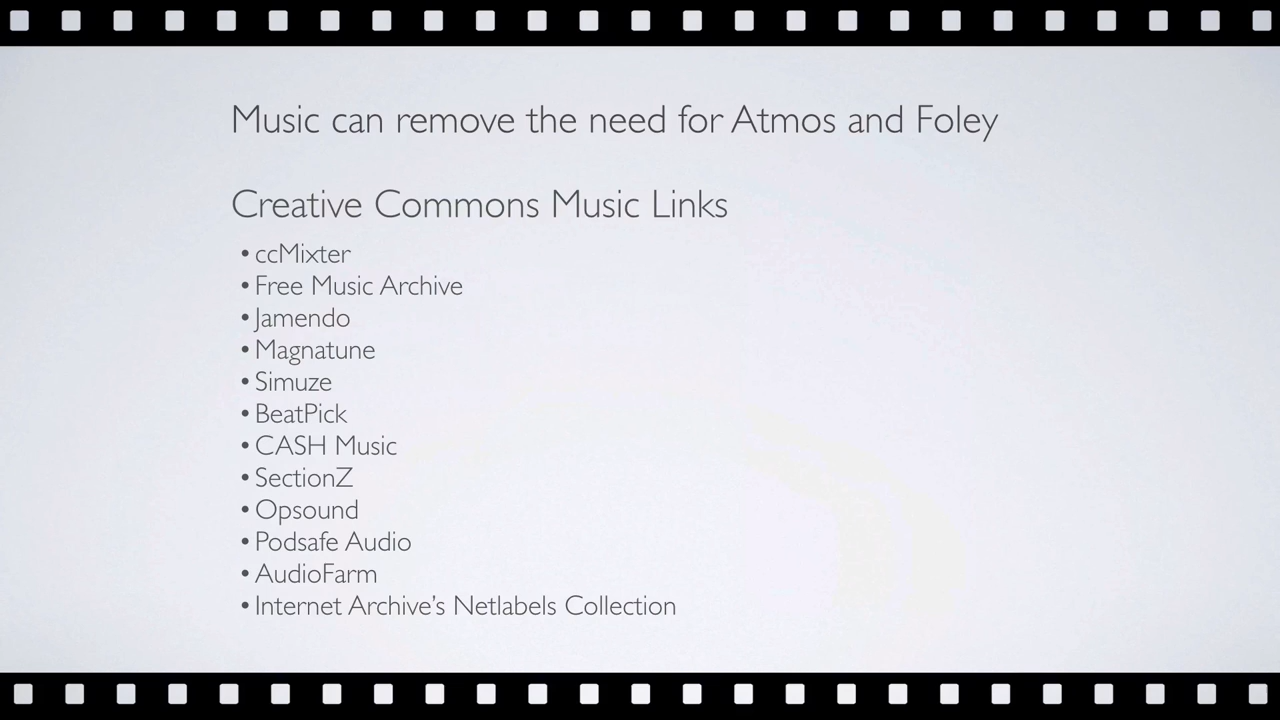 Music can remove the need for Atmos and Foley
Creative Commons Music Links
• ccMixter
• Free Music Archive
• Jamendo
• Magnatune
• Simuze
• BeatPick
• CASH Music
• SectionZ
• Opsound
• Podsafe Audio
• AudioFarm
• Internet Archive’s Netlabels Collection